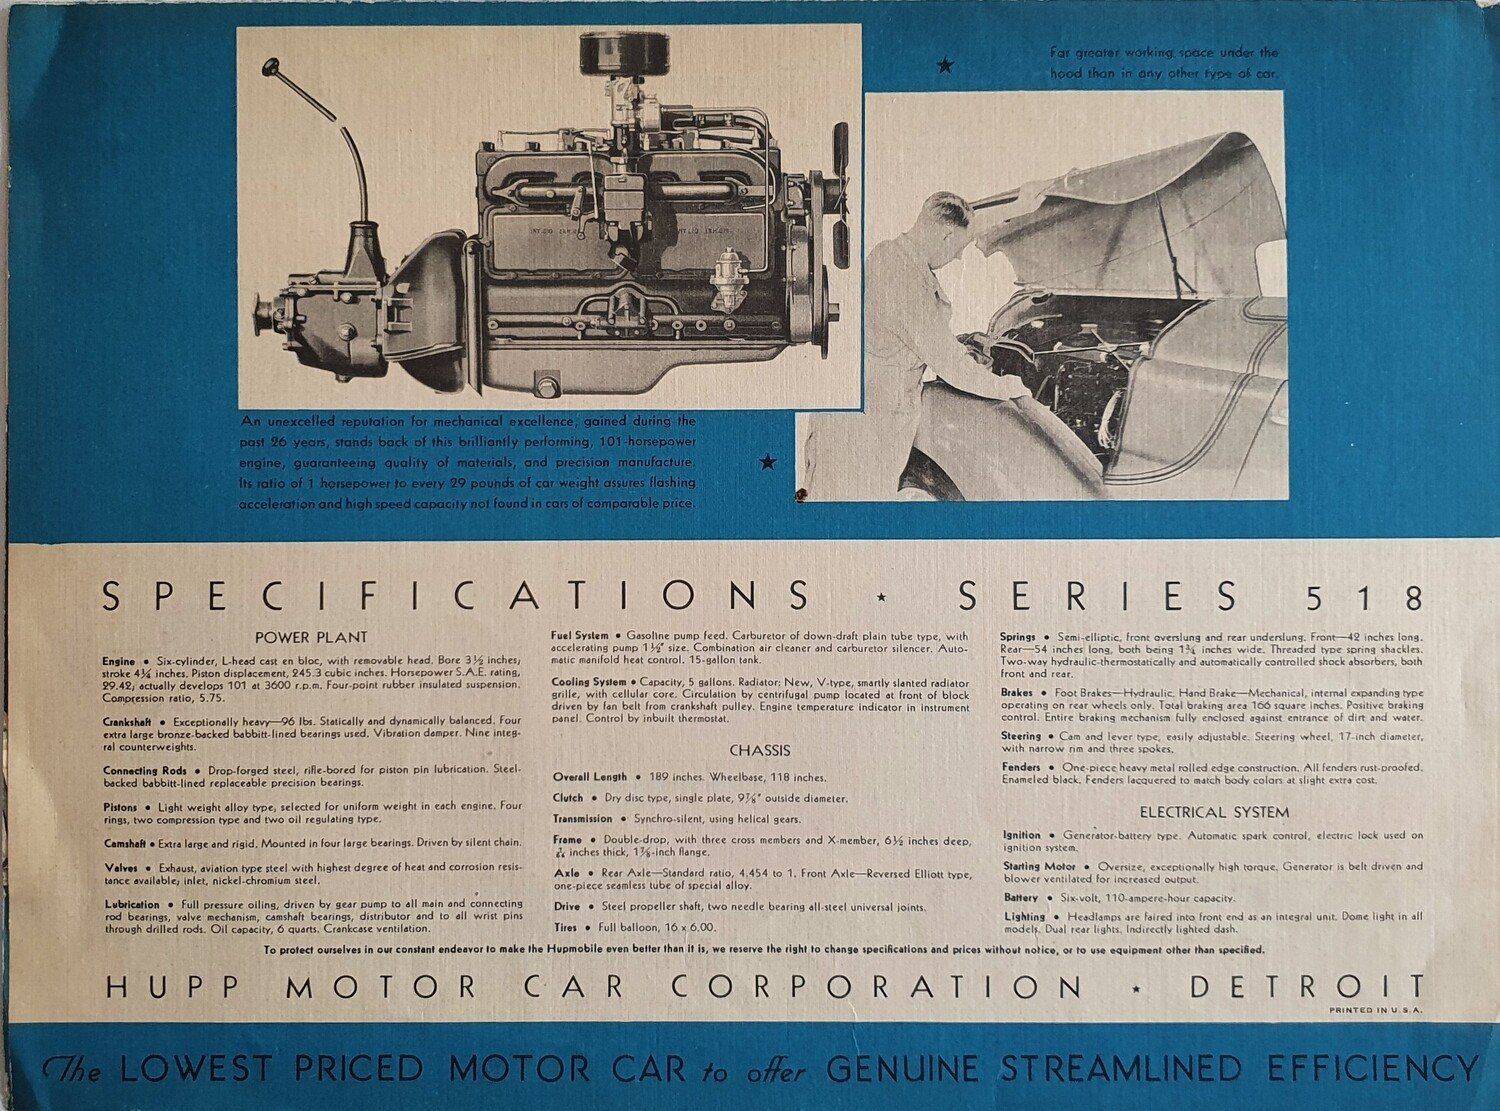 Far greater working space under the
hood than in any other type of car.
An unexcelled reputation for mechanical excellence, gained during the
past 26 years, stands back of this brilliantly performing, 101-horsepower
engine, guaranteeing quality of materials, and precision manufacture.
Its ratio of 1 horsepower to every 29 pounds of car weight assures flashing
acceleration and high speed capacity not found in cars of comparable price.
SPECIFICATIONS ★ SERIES 518
POWER PLANT
Engine • Six-cylinder, L-head cast en bloc, with removable head. Bore 3½ inches;
stroke 4¼ inches. Piston displacement, 245.3 cubic inches. Horsepower S.A.E. rating,
29.42; actually develops 101 at 3600 r.p.m. Four-point rubber insulated suspension.
Compression ratio, 5.75.
Crankshaft • Exceptionally heavy—96 lbs. Statically and dynamically balanced. Four
extra large bronze-backed babbitt-lined bearings used. Vibration damper. Nine integ-
ral counterweights.
Connecting Rods • Drop-forged steel, rifle-bored for piston pin lubrication. Steel-
backed babbitt-lined replaceable precision bearings.
Pistons • Light weight alloy type, selected for uniform weight in each engine. Four
rings, two compression type and two oil regulating type.
Camshaft • Extra large and rigid. Mounted in four large bearings. Driven by silent chain.
Valves • Exhaust, aviation type steel with highest degree of heat and corrosion resis-
tance available; inlet, nickel-chromium steel.
Lubrication • Full pressure oiling, driven by gear pump to all main and connecting
rod bearings, valve mechanism, camshaft bearings, distributor and to all wrist pins
through drilled rods. Oil capacity, 6 quarts. Crankcase ventilation.
Fuel System • Gasoline pump feed. Carburetor of down-draft plain tube type, with
accelerating pump 1½" size. Combination air cleaner and carburetor silencer. Auto-
matic manifold heat control. 15-gallon tank.
Cooling System • Capacity, 5 gallons. Radiator: New, V-type, smartly slanted radiator
grille, with cellular core. Circulation by centrifugal pump located at front of block
driven by fan belt from crankshaft pulley. Engine temperature indicator in instrument
panel. Control by inbuilt thermostat.
CHASSIS
Overall Length • 189 inches. Wheelbase, 118 inches.
Clutch • Dry disc type, single plate, 9⅞" outside diameter.
Transmission • Synchro-silent, using helical gears.
Frame • Double-drop, with three cross members and X-member, 6½ inches deep,
inches thick, 1⅞-inch flange.
Axle • Rear Axle—Standard ratio, 4.454 to 1. Front Axle—Reversed Elliott type,
one-piece seamless tube of special alloy.
Drive • Steel propeller shaft, two needle bearing all-steel universal joints.
Tires • Full balloon, 16 x 6.00.
Springs • Semi-elliptic, front overslung and rear underslung. Front—42 inches long.
Rear—54 inches long, both being 1¾ inches wide. Threaded type spring shackles.
Two-way hydraulic-thermostatically and automatically controlled shock absorbers, both
front and rear.
Brakes • Foot Brakes—Hydraulic. Hand Brake—Mechanical, internal expanding type
operating on rear wheels only. Total braking area 166 square inches. Positive braking
control. Entire braking mechanism fully enclosed against entrance of dirt and water.
Steering • Cam and lever type, easily adjustable. Steering wheel, 17-inch diameter,
with narrow rim and three spokes.
Fenders • One-piece heavy metal rolled edge construction. All fenders rust-proofed.
Enameled black. Fenders lacquered to match body colors at slight extra cost.
ELECTRICAL SYSTEM
Ignition • Generator-battery type. Automatic spark control, electric lock used on
ignition system.
Starting Motor • Oversize, exceptionally high torque. Generator is belt driven and
blower ventilated for increased output.
Battery • Six-volt, 110-ampere-hour capacity.
Lighting • Headlamps are faired into front end as an integral unit. Dome light in all
models. Dual rear lights. Indirectly lighted dash.
To protect ourselves in our constant endeavor to make the Hupmobile even better than it is, we reserve the right to change specifications and prices without notice, or to use equipment other than specified.
HUPP MOTOR CAR CORPORATION ★ DETROIT
PRINTED IN U.S.A.
The LOWEST PRICED MOTOR CAR to offer GENUINE STREAMLINED EFFICIENCY